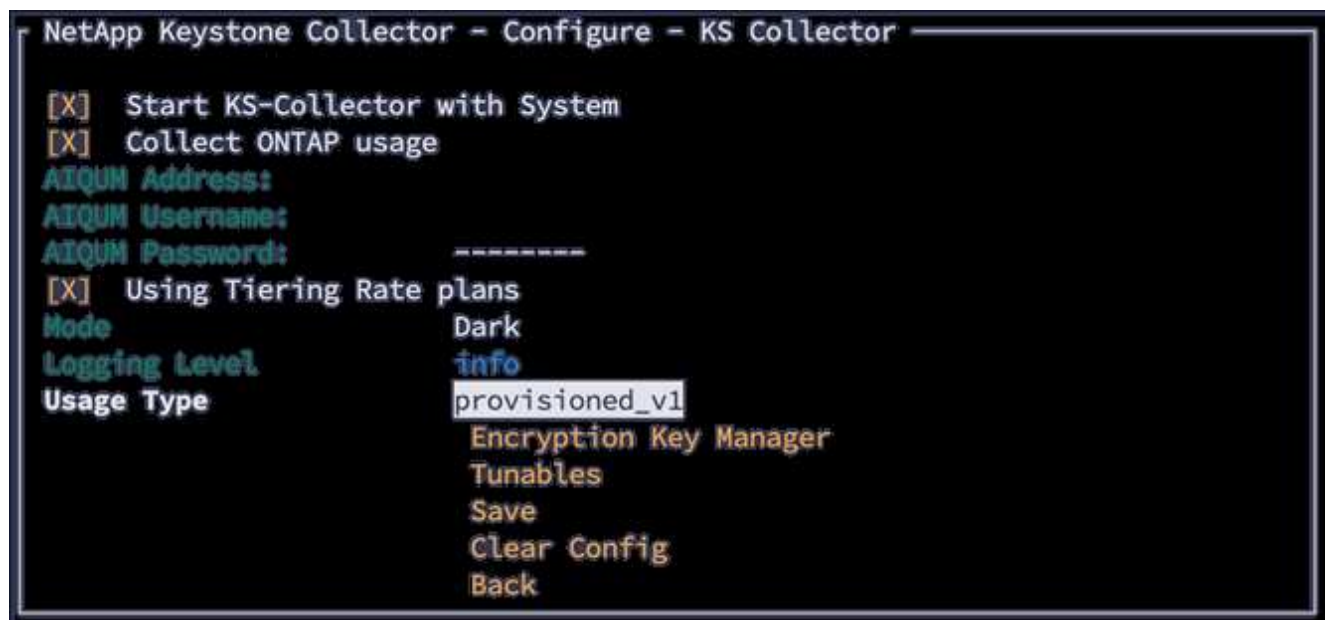 NetApp Keystone Collector - Configure - KS Collector
[X] Start KS-Collector with System
[X] Collect ONTAP usage
AIQUM Address:
AIQUM Username:
AIQUM Password: --------
[X] Using Tiering Rate plans
Mode Dark
Logging Level info
Usage Type provisioned_v1
Encryption Key Manager
Tunables
Save
Clear Config
Back